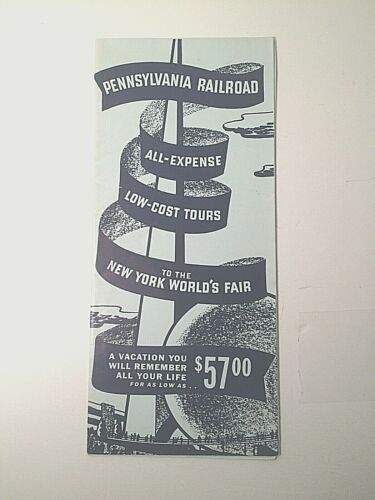 PENNSYLVANIA RAILROAD
ALL-EXPENSE
LOW-COST TOURS
TO THE
NEW YORK WORLD'S FAIR
A VACATION YOU
WILL REMEMBER
ALL YOUR LIFE
FOR AS LOW AS . . $57.00